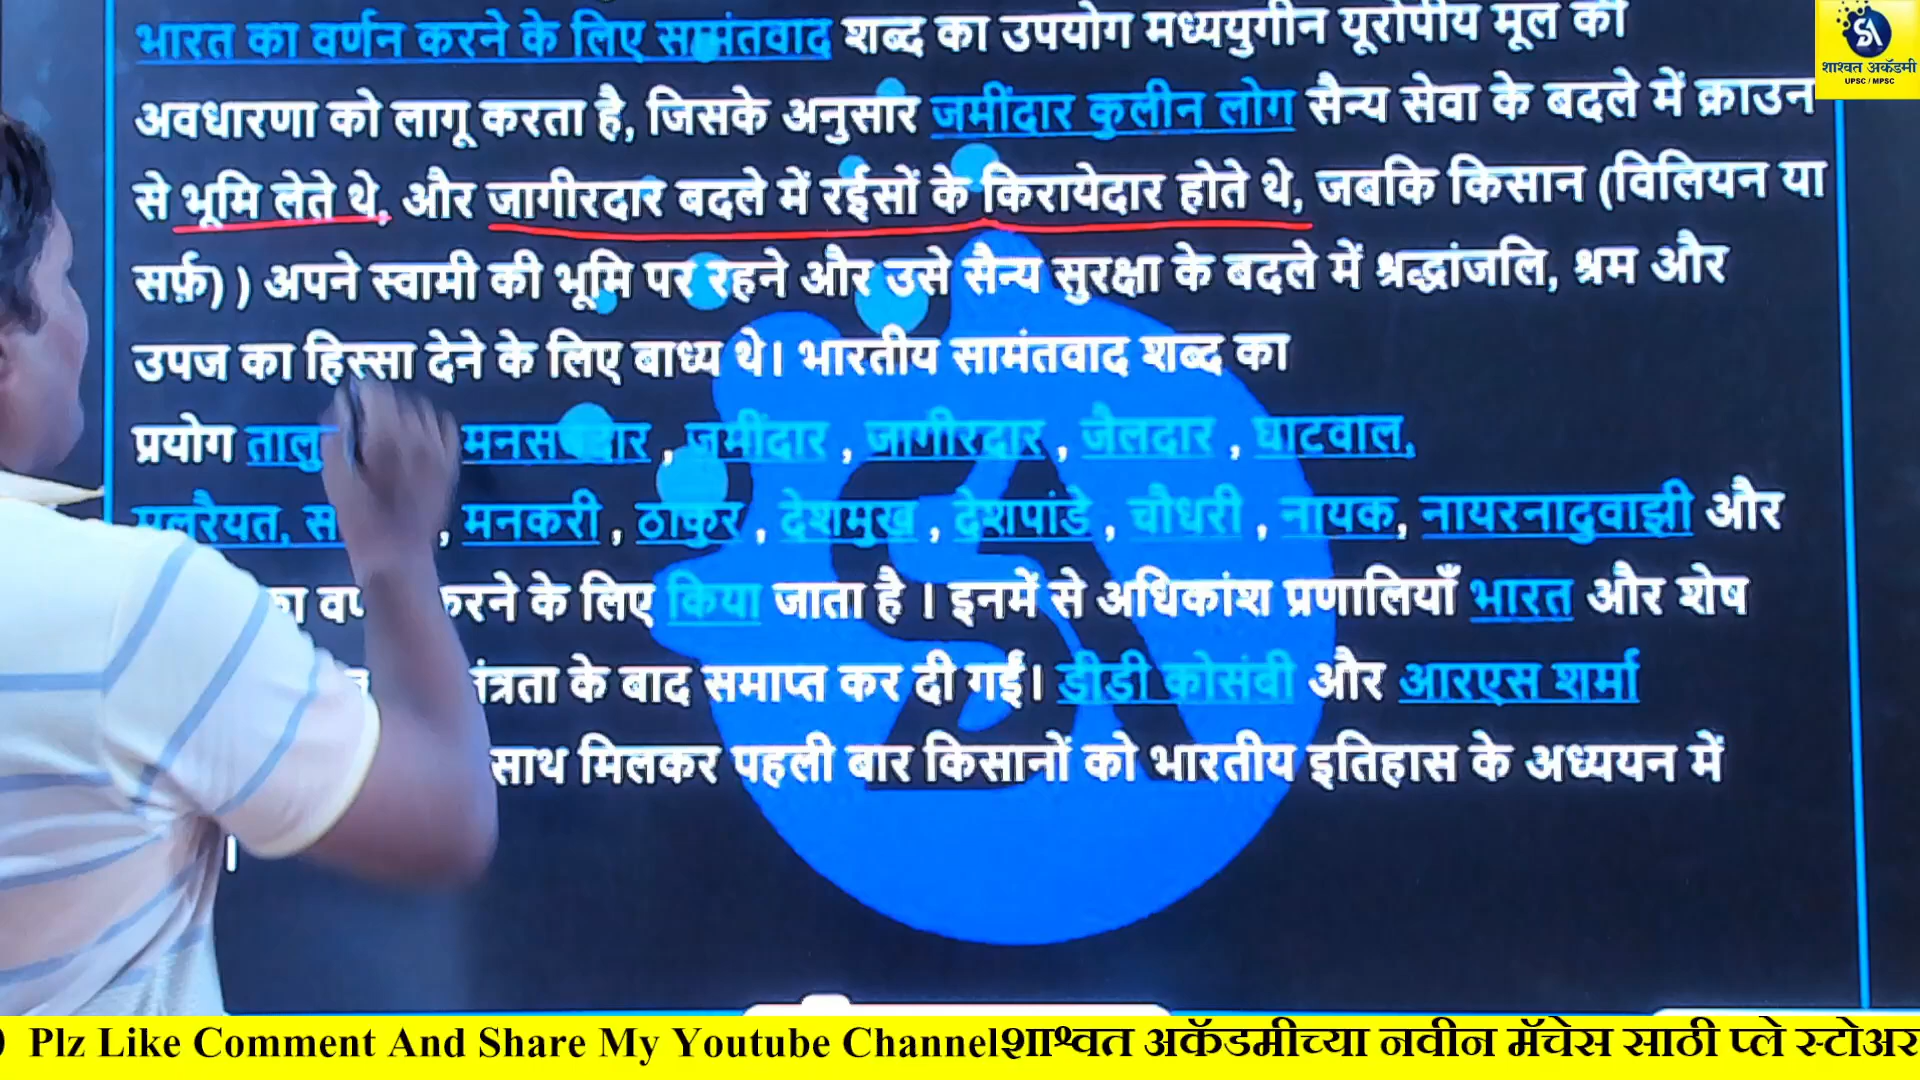 भारत का वर्णन करने के लिए सामंतवाद शब्द का उपयोग मध्ययुगीन यूरोपीय मूल की
अवधारणा को लागू करता है, जिसके अनुसार जमींदार कुलीन लोग सैन्य सेवा के बदले में क्राउन
से भूमि लेते थे, और जागीरदार बदले में रईसों के किरायेदार होते थे, जबकि किसान (विलियन या
सर्फ़) ) अपने स्वामी की भूमि पर रहने और उसे सैन्य सुरक्षा के बदले में श्रद्धांजलि, श्रम और
उपज का हिस्सा देने के लिए बाध्य थे। भारतीय सामंतवाद शब्द का
प्रयोग मनसबदार , जमींदार , जागीरदार , जैलदार , घाटवाल,
मूलरैयत, , मनकरी , ठाकुर , देशमुख , देशपांडे , चौधरी , नायक, नायरनादुवाझी और
करने के लिए किया जाता है । इनमें से अधिकांश प्रणालियाँ भारत और शेष
के बाद समाप्त कर दी गईं। डीडी कोसंबी और आरएस शर्मा
साथ मिलकर पहली बार किसानों को भारतीय इतिहास के अध्ययन में
।
SA
शाश्वत अकॅडमी
UPSC / MPSC
) Plz Like Comment And Share My Youtube Channelशाश्वत अकॅडमीच्या नवीन मॅचेस साठी प्ले स्टोअर